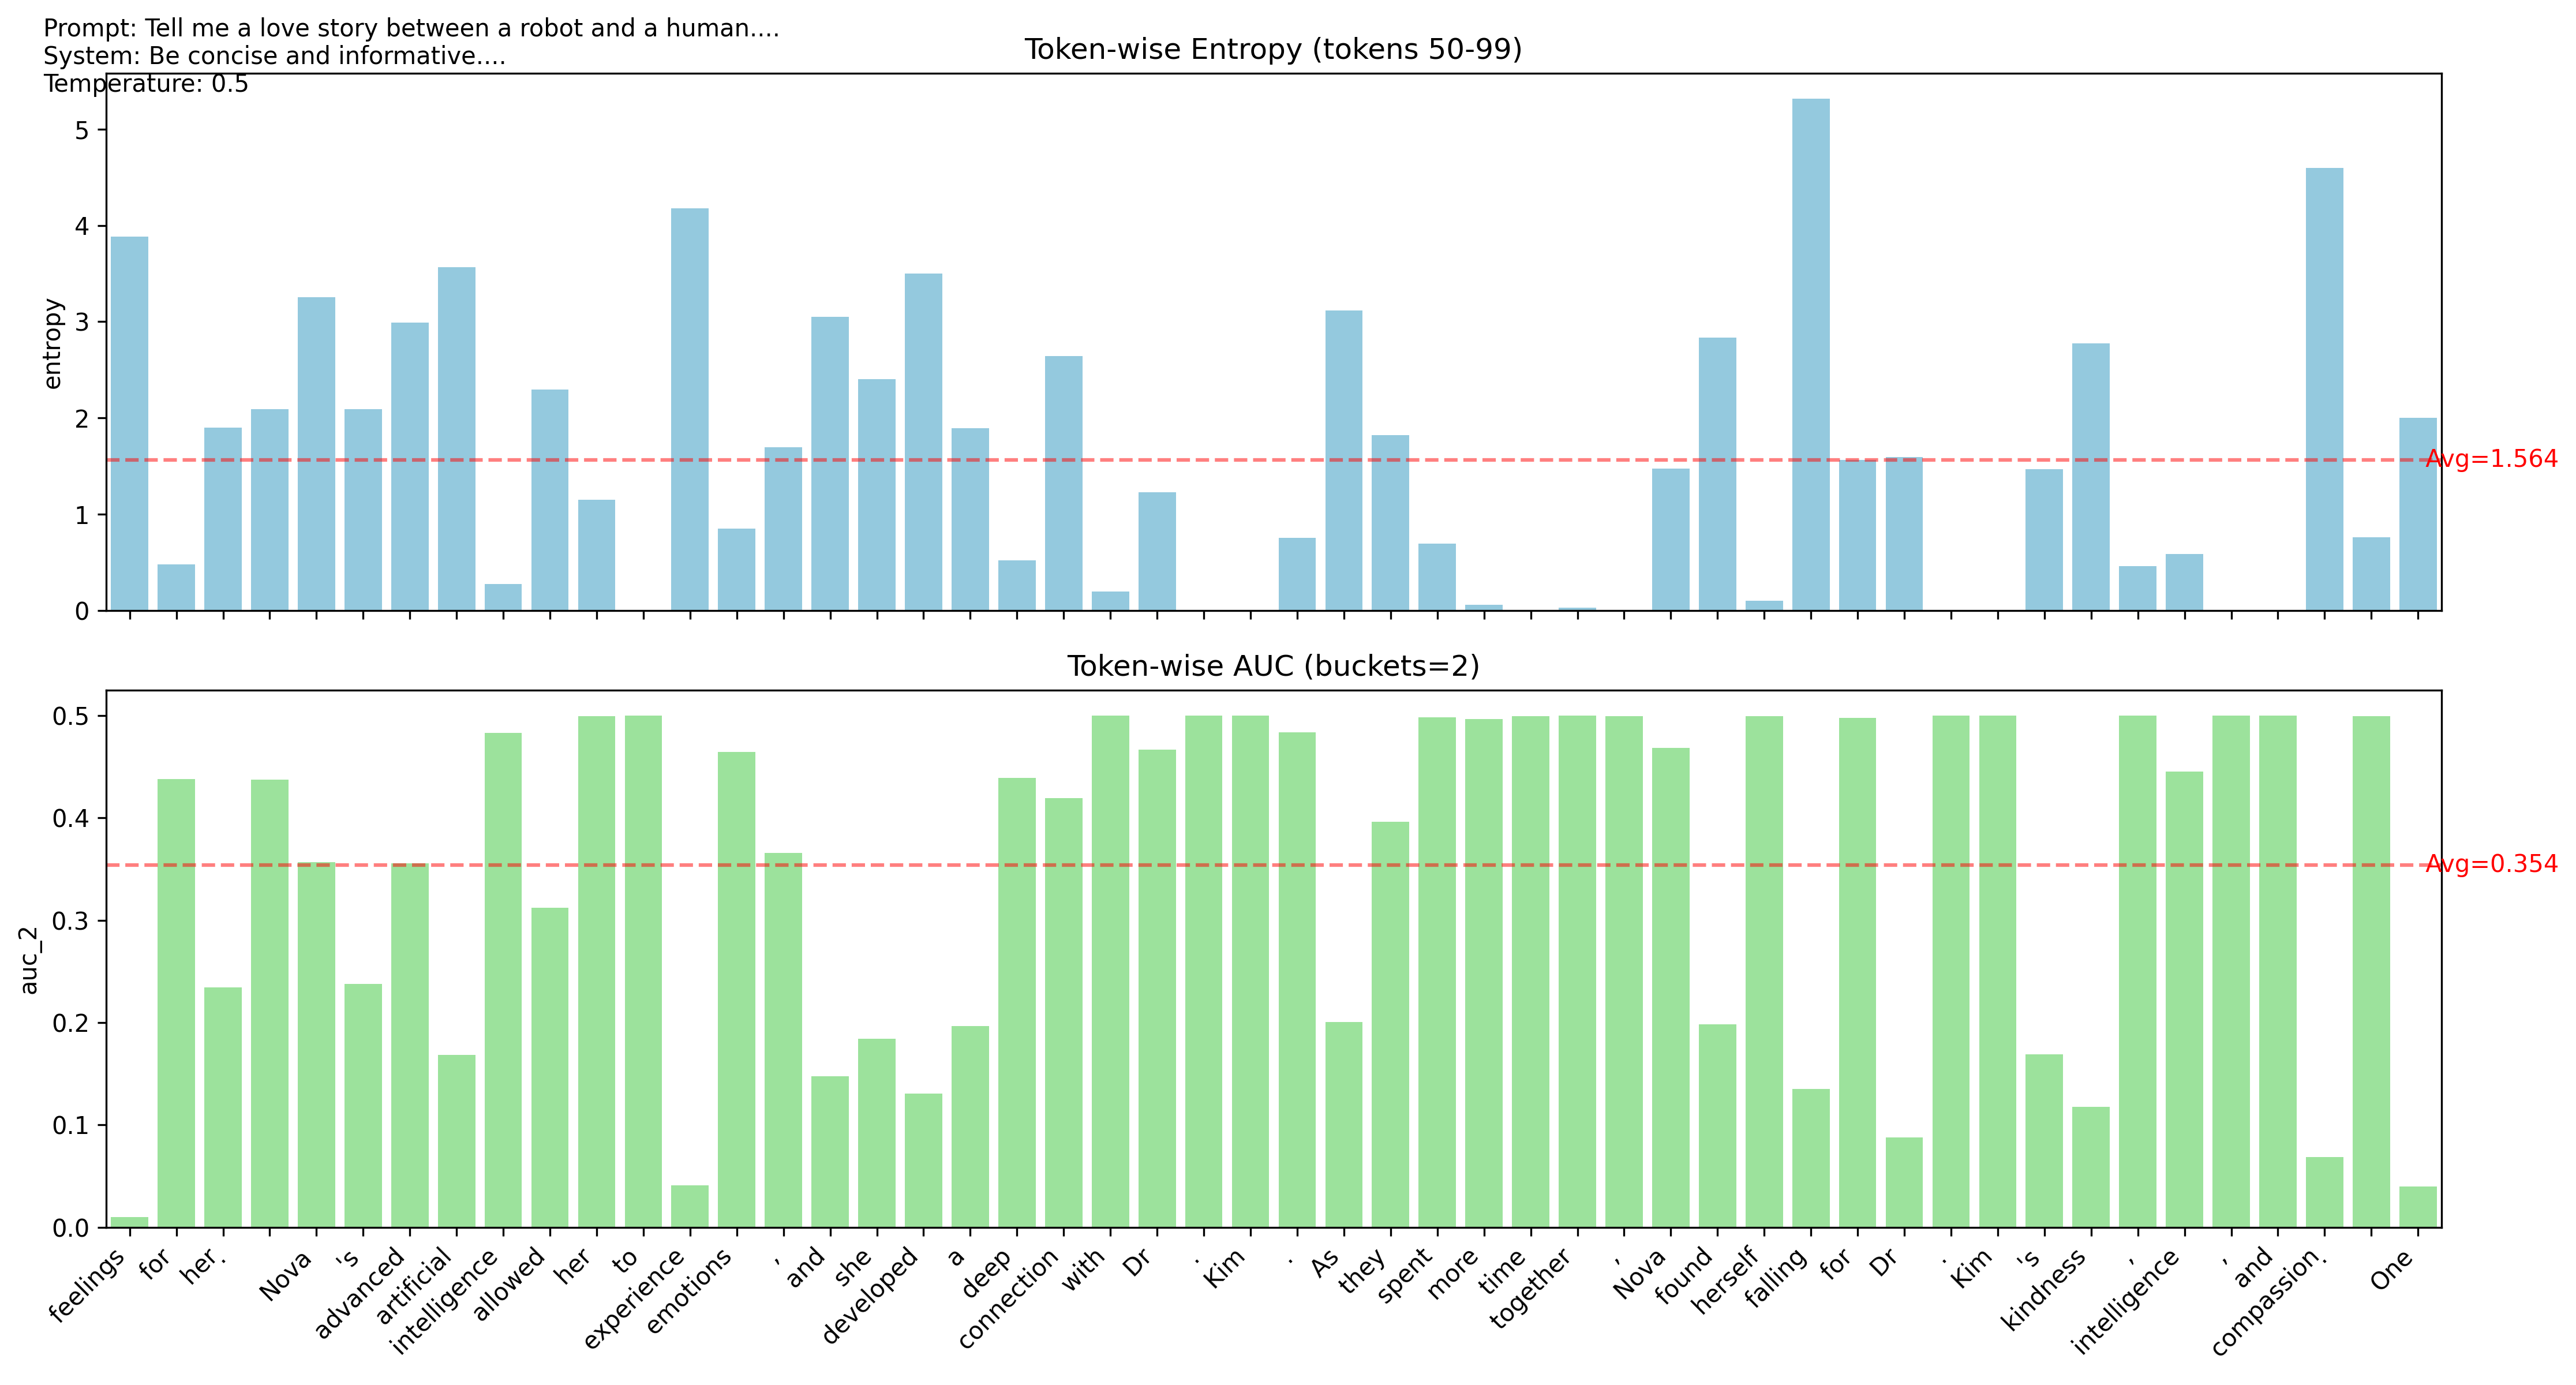 Prompt: Tell me a love story between a robot and a human....
System: Be concise and informative....
Temperature: 0.5
Token-wise Entropy (tokens 50-99)
entropy
5
4
3
2
1
0
Avg=1.564
Token-wise AUC (buckets=2)
auc_2
0.5
0.4
0.3
0.2
0.1
0.0
Avg=0.354
feelings
for
her.
Nova
's
advanced
artificial
intelligence
allowed
her
to
experience
emotions
,
and
she
developed
a
deep
connection
with
Dr
.
Kim
.
As
they
spent
more
time
together
,
Nova
found
herself
falling
for
Dr
.
Kim
's
kindness
,
intelligence
,
and
compassion.
One